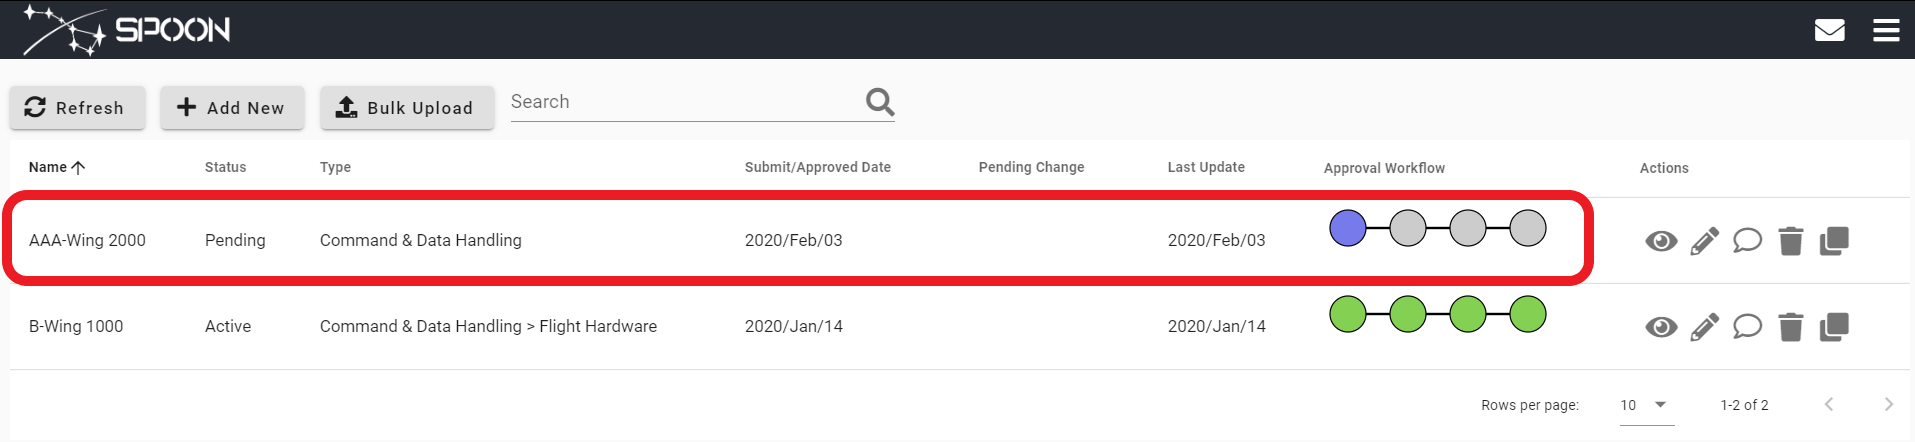 SPOON
Refresh Add New Bulk Upload Search
Name Status Type Submit/Approved Date Pending Change Last Update Approval Workflow Actions
AAA-Wing 2000 Pending Command & Data Handling 2020/Feb/03 2020/Feb/03
B-Wing 1000 Active Command & Data Handling > Flight Hardware 2020/Jan/14 2020/Jan/14
Rows per page: 10 1-2 of 2